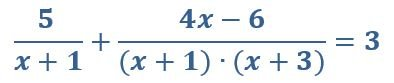 5/(x + 1) + (4x − 6)/((x + 1) · (x + 3)) = 3